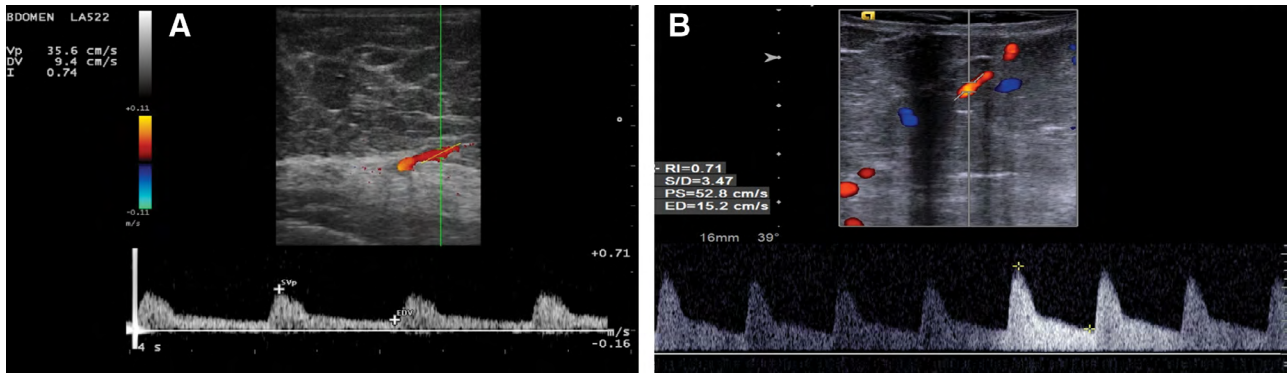 BDOMEN LA522
A
Vp 35.6 cm/s
DV 9.4 cm/s
I 0.74
+0.11
-0.11
m/s
+0.71
SVp
EDV
m/s
-0.16
4 s
B
RI=0.71
S/D=3.47
PS=52.8 cm/s
ED=15.2 cm/s
16mm 39°